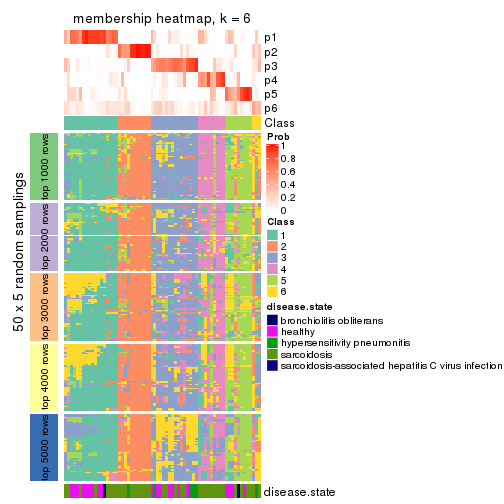 membership heatmap, k = 6
p1
p2
p3
p4
p5
p6
Class
50 x 5 random samplings
top 1000 rows
top 2000 rows
top 3000 rows
top 4000 rows
top 5000 rows
Prob
1
0.8
0.6
0.4
0.2
0
Class
1
2
3
4
5
6
disease.state
bronchiolitis obliterans
healthy
hypersensitivity pneumonitis
sarcoidosis
sarcoidosis-associated hepatitis C virus infection
disease.state